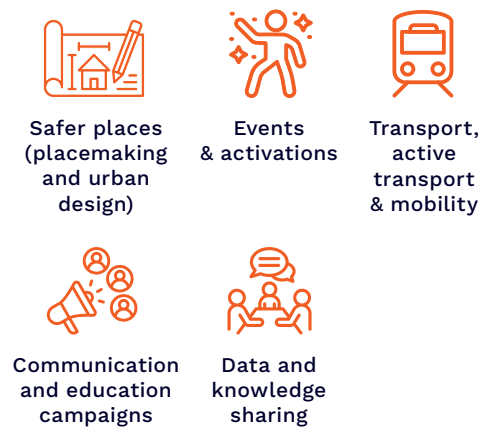 Safer places
(placemaking
and urban
design)
Events
& activations
Transport,
active
transport
& mobility
Communication
and education
campaigns
Data and
knowledge
sharing